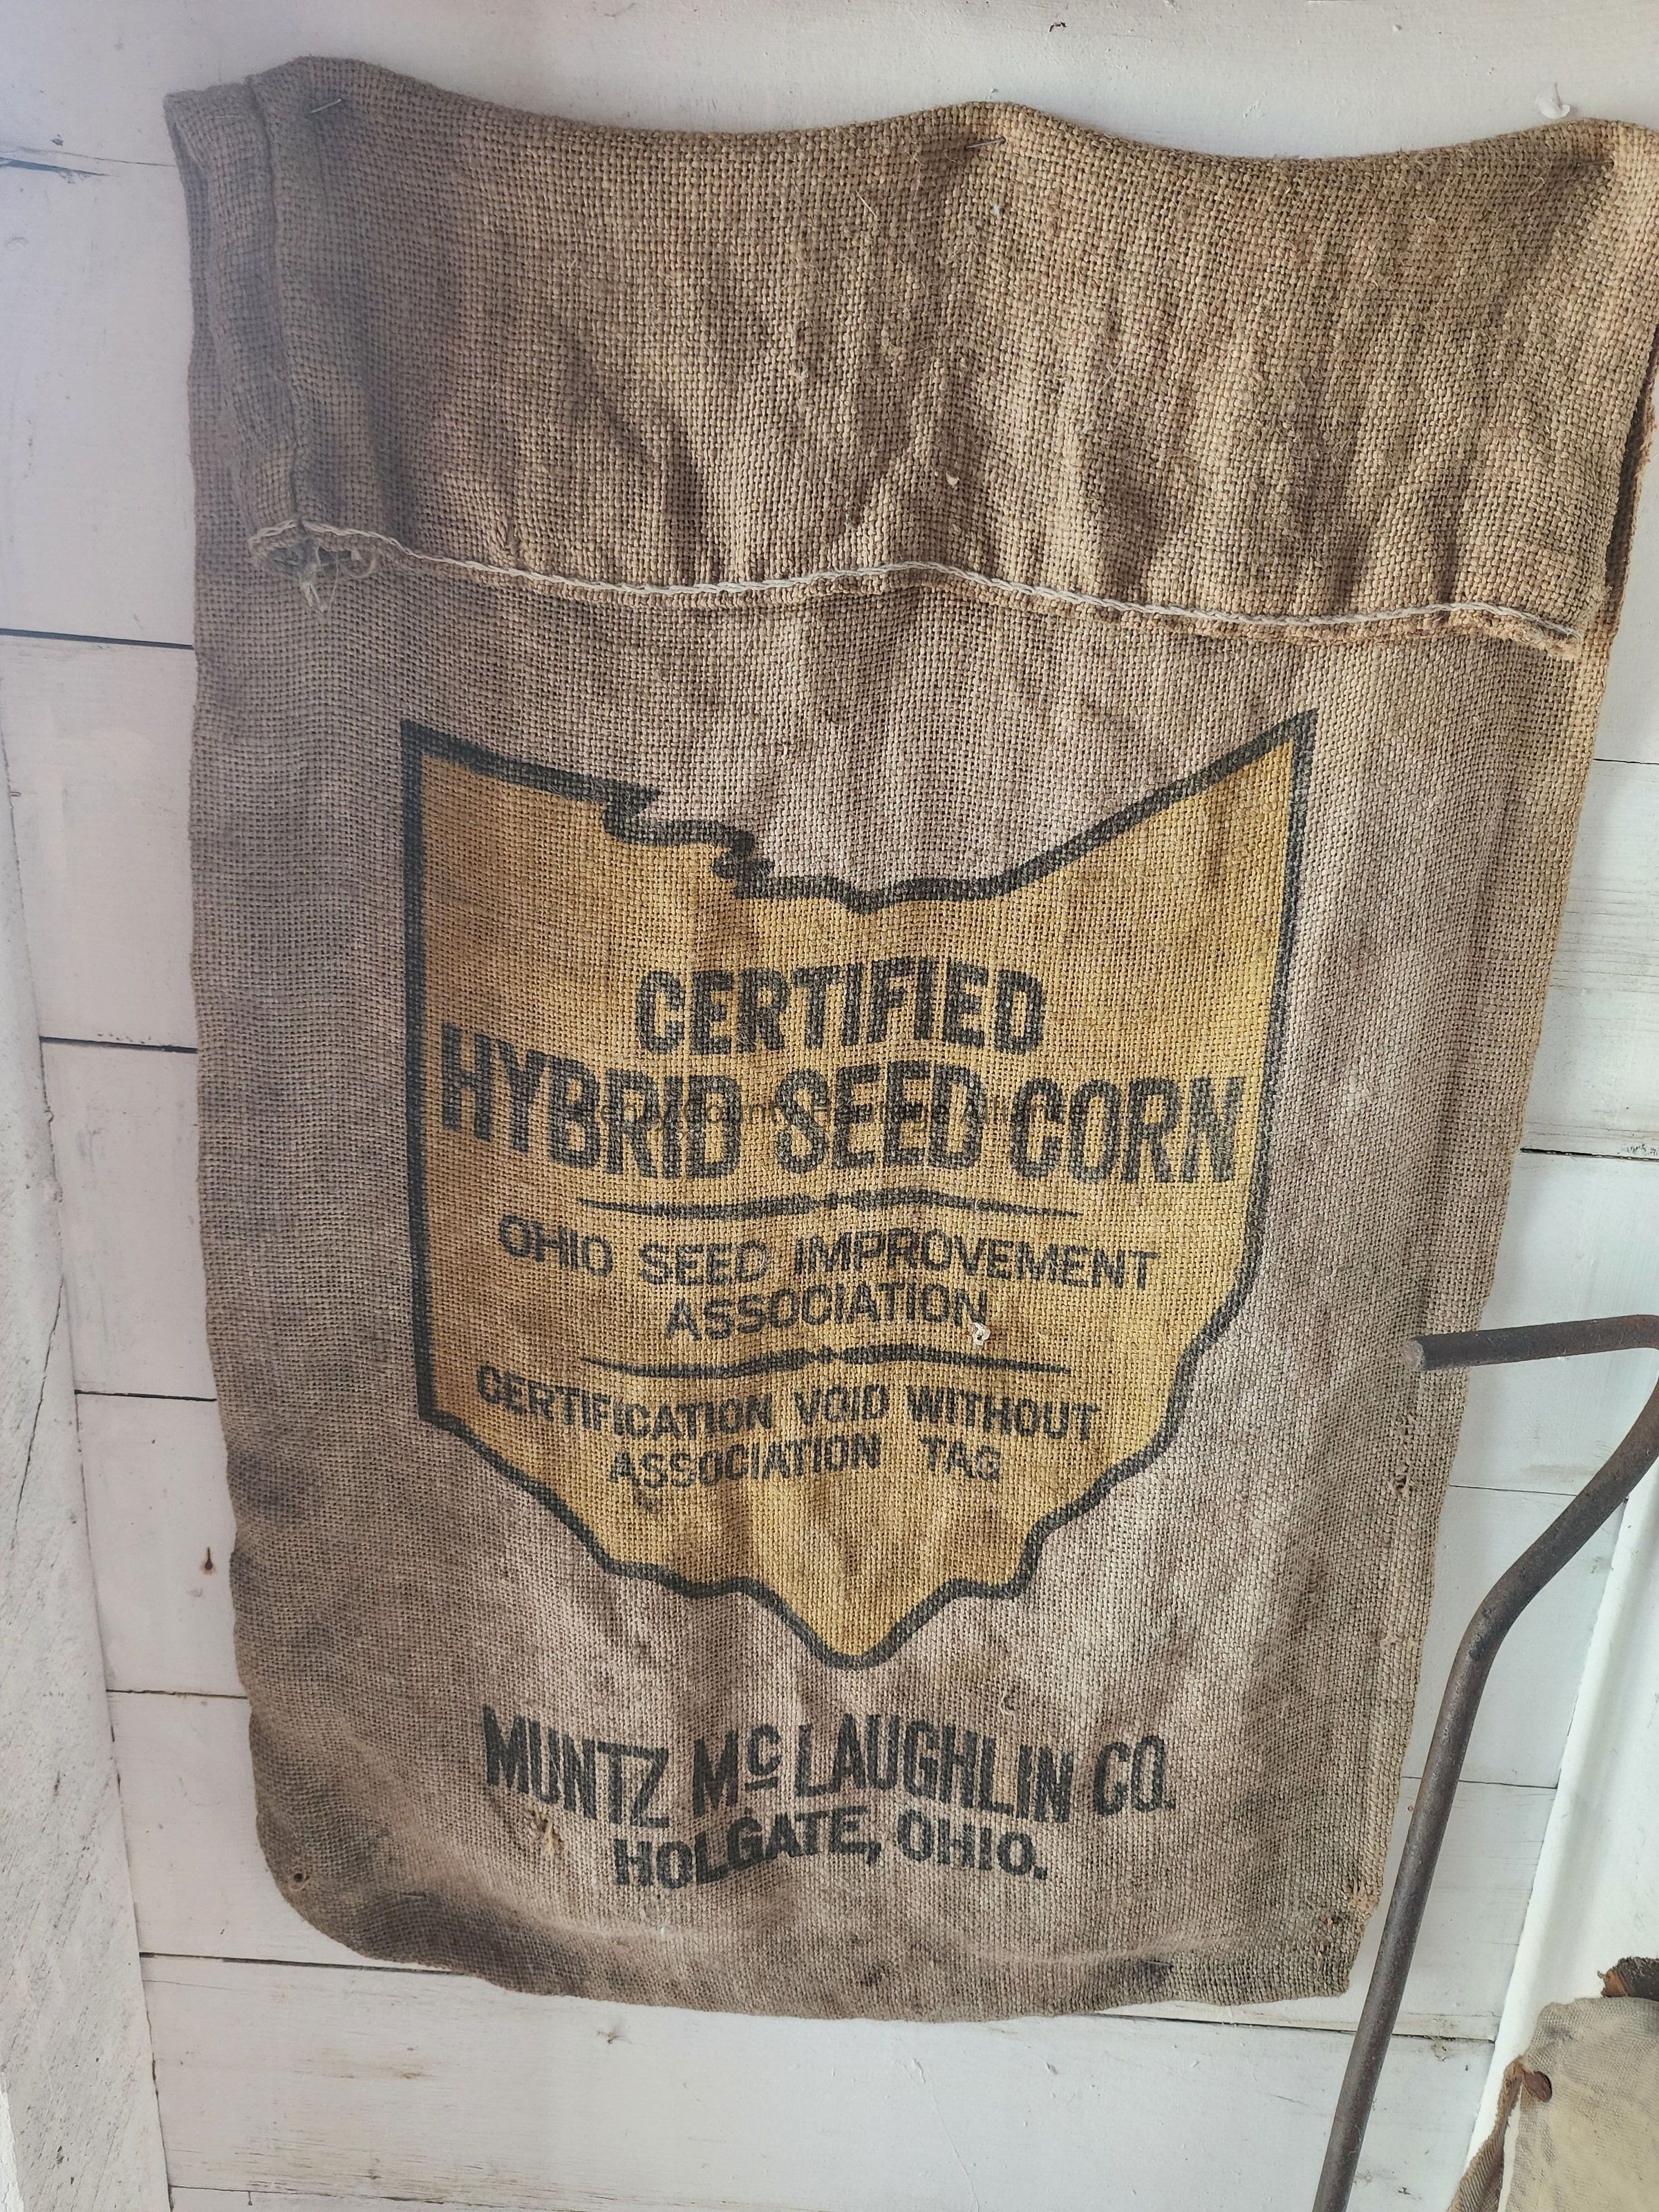 CERTIFIED
HYBRID SEED CORN
OHIO SEED IMPROVEMENT
ASSOCIATION
CERTIFICATION VOID WITHOUT
ASSOCIATION TAG
MUNTZ McLAUGHLIN CO.
HOLGATE, OHIO.